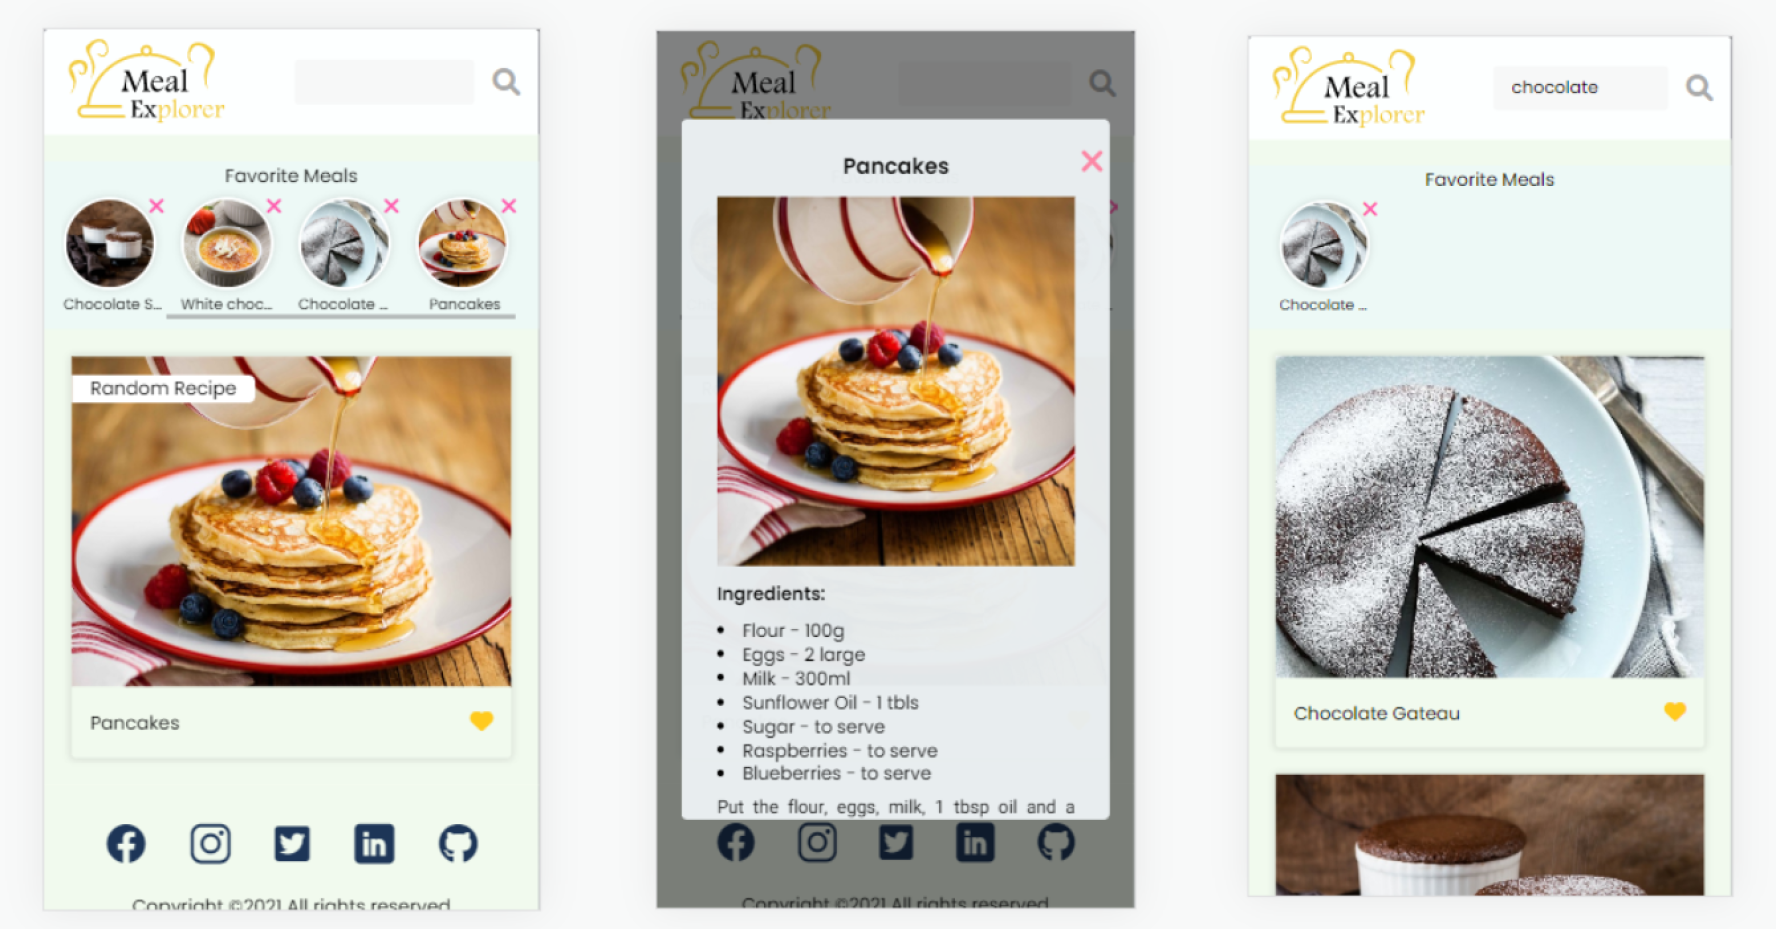 Meal
Explorer
Favorite Meals
Chocolate S...
White choc...
Chocolate ...
Pancakes
Random Recipe
Pancakes
Copyright ©2021 All rights reserved
Meal
Explorer
Pancakes
Ingredients:
Flour - 100g
Eggs - 2 large
Milk - 300ml
Sunflower Oil - 1 tbls
Sugar - to serve
Raspberries - to serve
Blueberries - to serve
Put the flour, eggs, milk, 1 tbsp oil and a
Copyright ©2021 All rights reserved
Meal
Explorer
chocolate
Favorite Meals
Chocolate ...
Chocolate Gateau